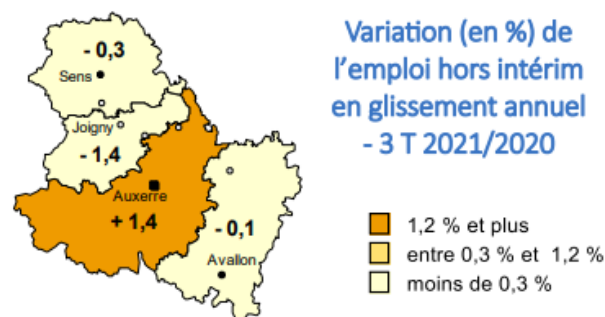 - 0,3
Sens
Joigny
- 1,4
Auxerre
+ 1,4
- 0,1
Avallon
Variation (en %) de
l'emploi hors intérim
en glissement annuel
- 3 T 2021/2020
1,2 % et plus
entre 0,3 % et 1,2 %
moins de 0,3 %